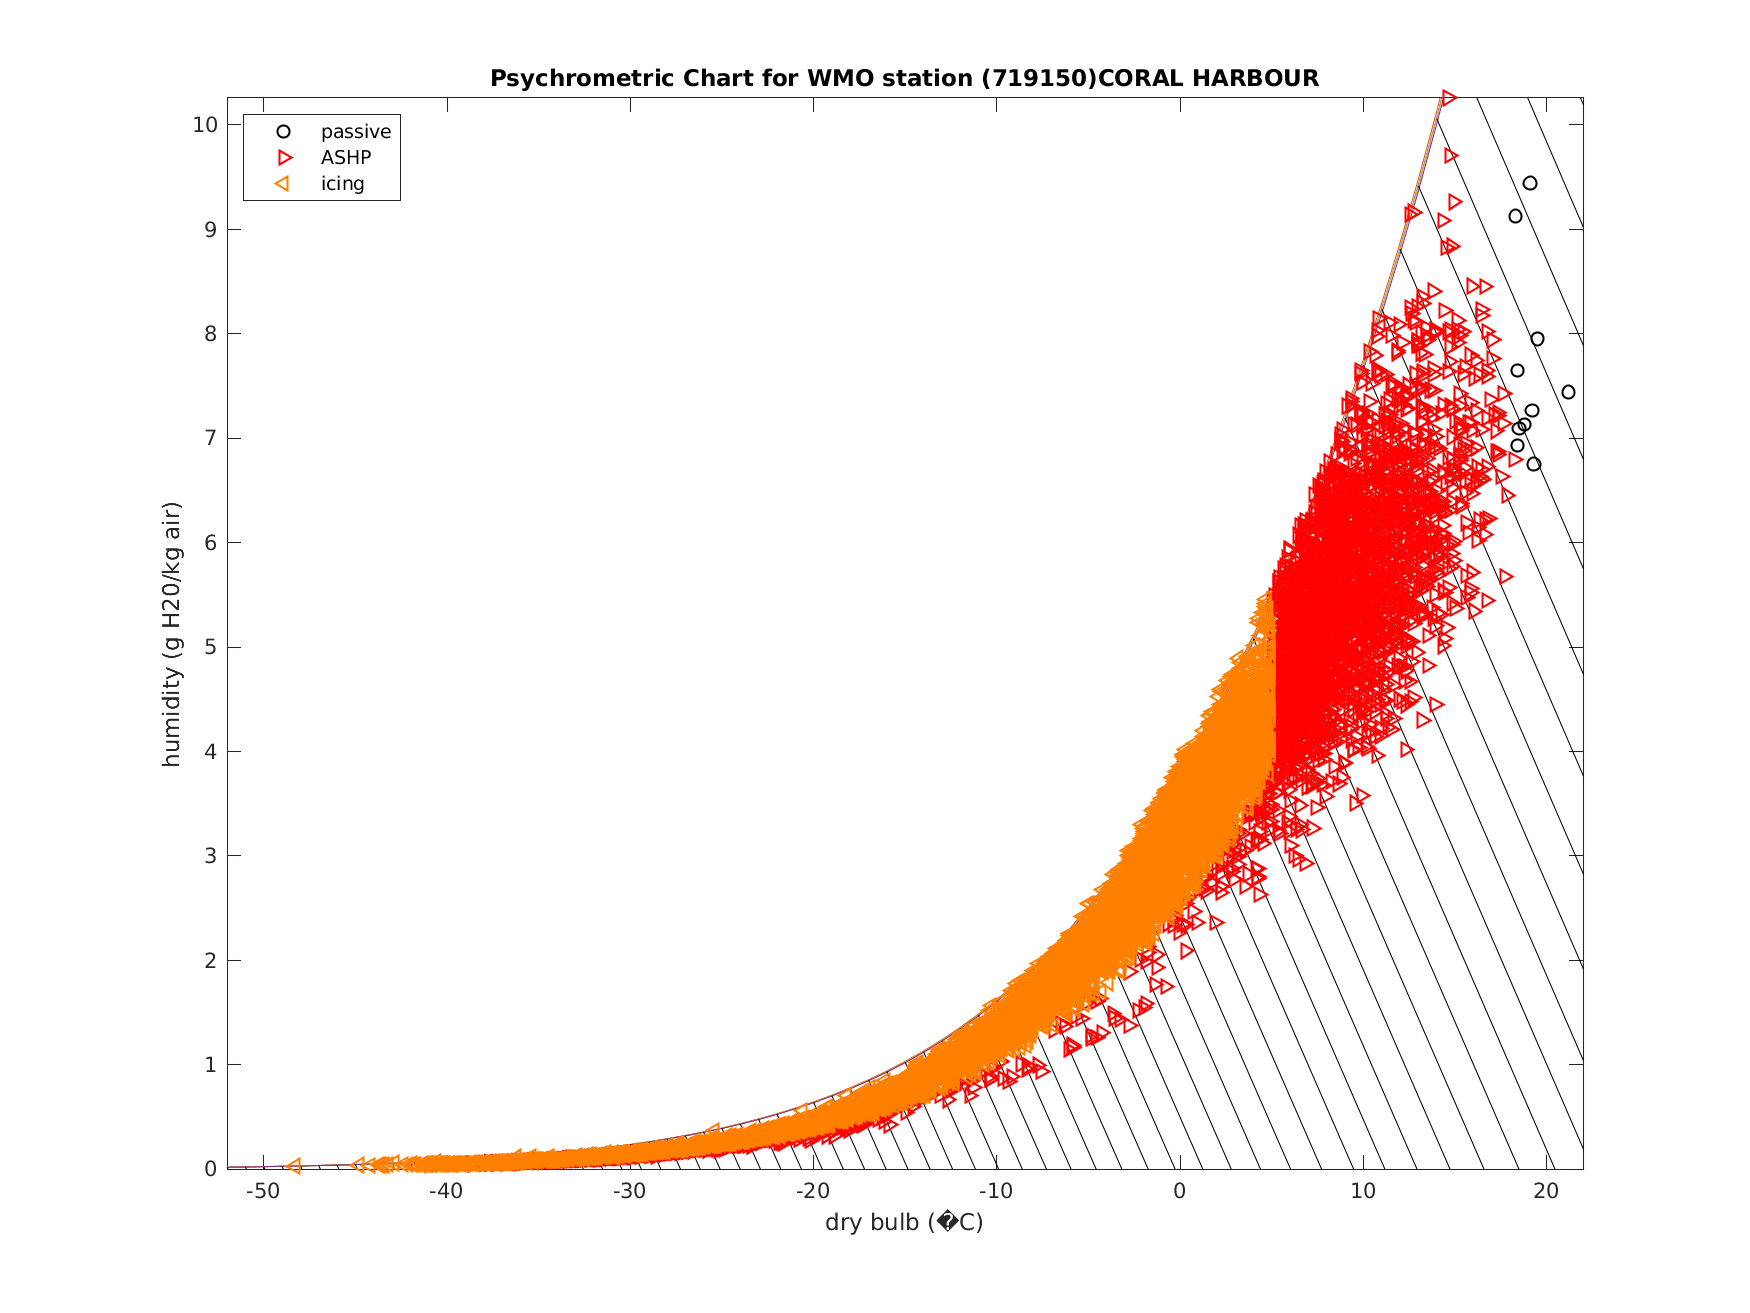 Psychrometric Chart for WMO station (719150)CORAL HARBOUR
passive
ASHP
icing
10
9
8
7
6
5
4
3
2
1
0
humidity (g H20/kg air)
-50 -40 -30 -20 -10 0 10 20
dry bulb (�C)